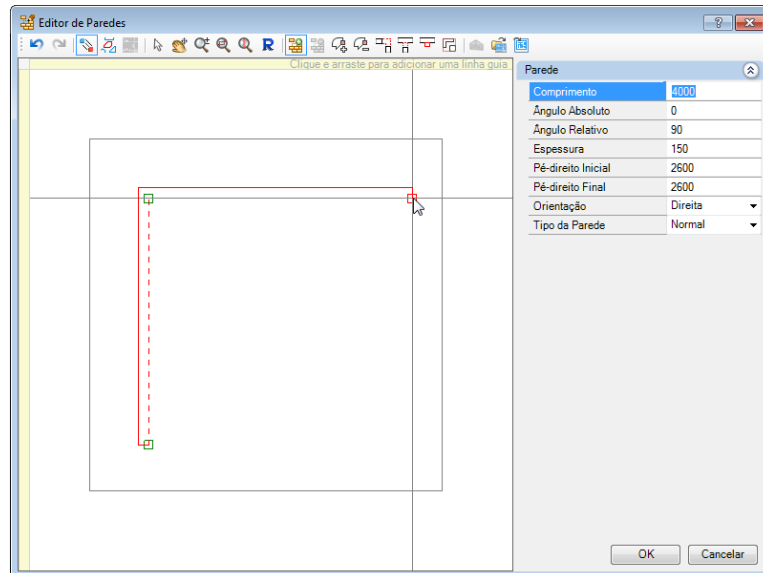 Editor de Paredes
R
Clique e arraste para adicionar uma linha guia
Parede
Comprimento 4000
Ângulo Absoluto 0
Ângulo Relativo 90
Espessura 150
Pé-direito Inicial 2600
Pé-direito Final 2600
Orientação Direita
Tipo da Parede Normal
OK Cancelar